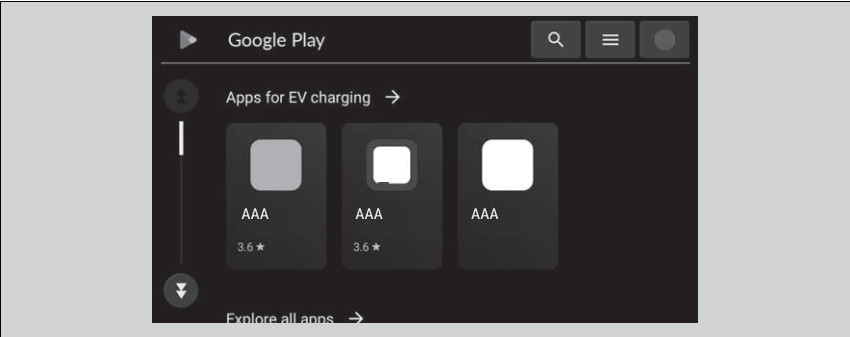 Google Play
Apps for EV charging
AAA AAA AAA
3.6★ 3.6★
Explore all apps